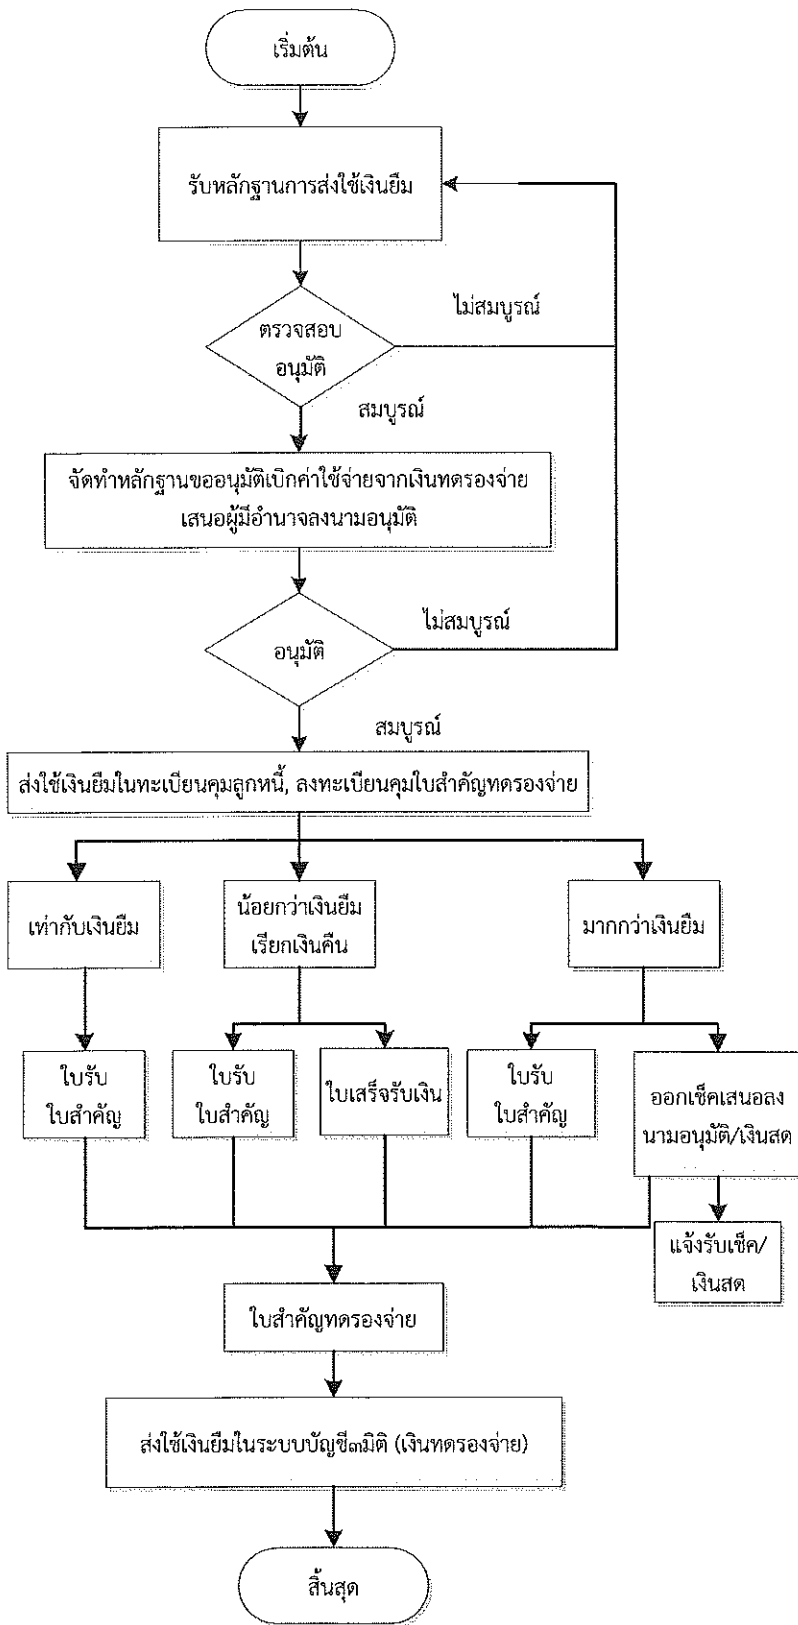 เริ่มต้น
รับหลักฐานการส่งใช้เงินยืม
ไม่สมบูรณ์
ตรวจสอบ
อนุมัติ
สมบูรณ์
จัดทำหลักฐานขออนุมัติเบิกค่าใช้จ่ายจากเงินทดรองจ่าย
เสนอผู้มีอำนาจลงนามอนุมัติ
ไม่สมบูรณ์
อนุมัติ
สมบูรณ์
ส่งใช้เงินยืมในทะเบียนคุมลูกหนี้, ลงทะเบียนคุมใบสำคัญทดรองจ่าย
เท่ากับเงินยืม
น้อยกว่าเงินยืม
เรียกเงินคืน
มากกว่าเงินยืม
ใบรับ
ใบสำคัญ
ใบรับ
ใบสำคัญ
ใบเสร็จรับเงิน
ใบรับ
ใบสำคัญ
ออกเช็คเสนอลง
นามอนุมัติ/เงินสด
แจ้งรับเช็ค/
เงินสด
ใบสำคัญทดรองจ่าย
ส่งใช้เงินยืมในระบบบัญชี๓มิติ (เงินทดรองจ่าย)
สิ้นสุด